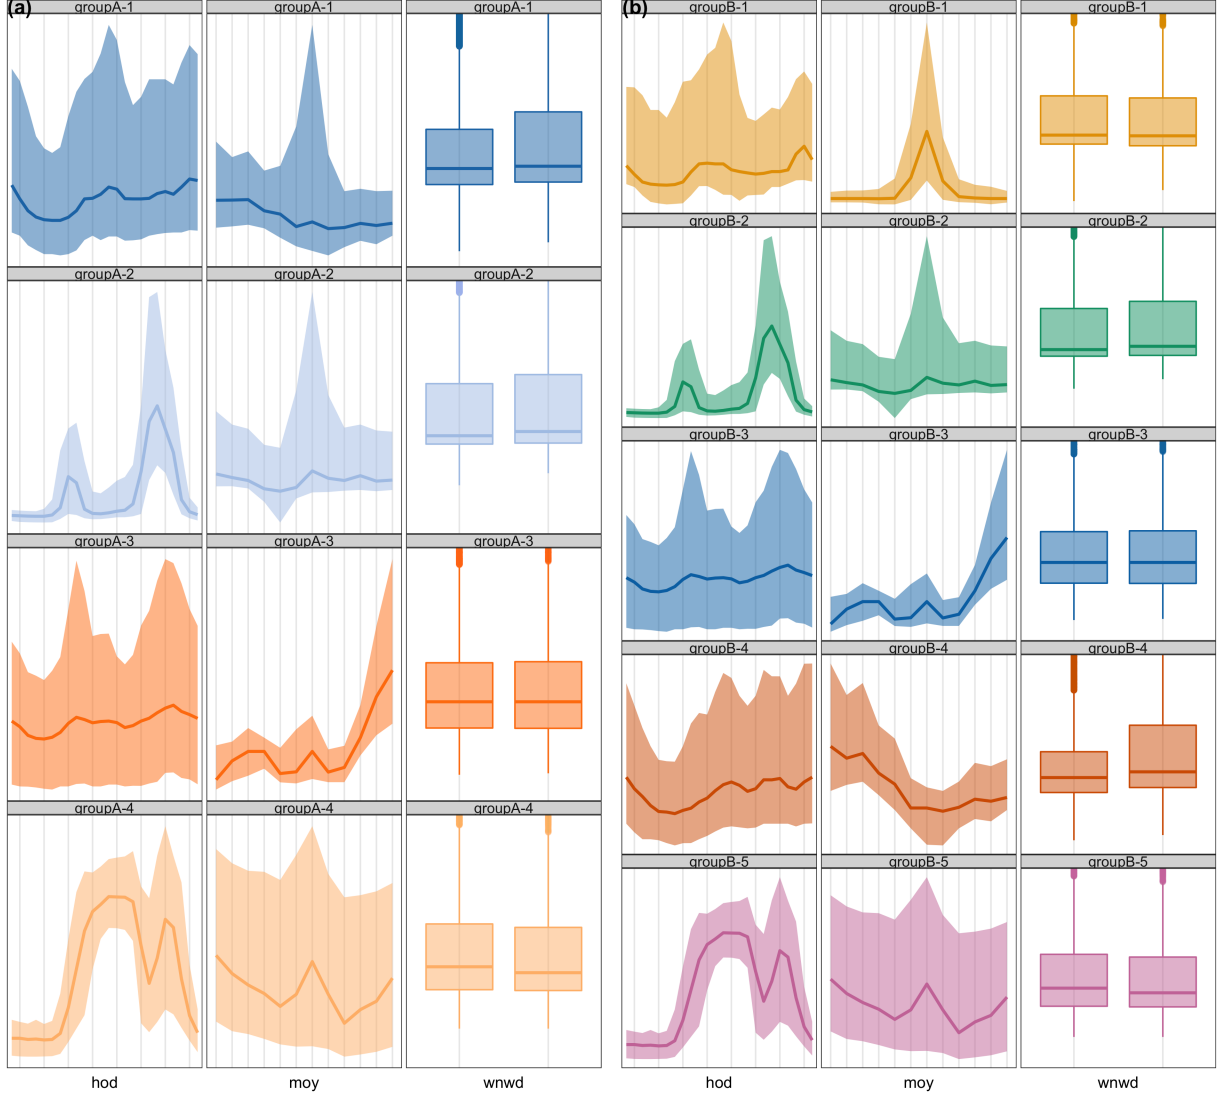 (a) groupA-1 groupA-1 groupA-1
groupA-2 groupA-2 groupA-2
groupA-3 groupA-3 groupA-3
groupA-4 groupA-4 groupA-4
hod moy wnwd
(b) groupB-1 groupB-1 groupB-1
groupB-2 groupB-2 groupB-2
groupB-3 groupB-3 groupB-3
groupB-4 groupB-4 groupB-4
groupB-5 groupB-5 groupB-5
hod moy wnwd